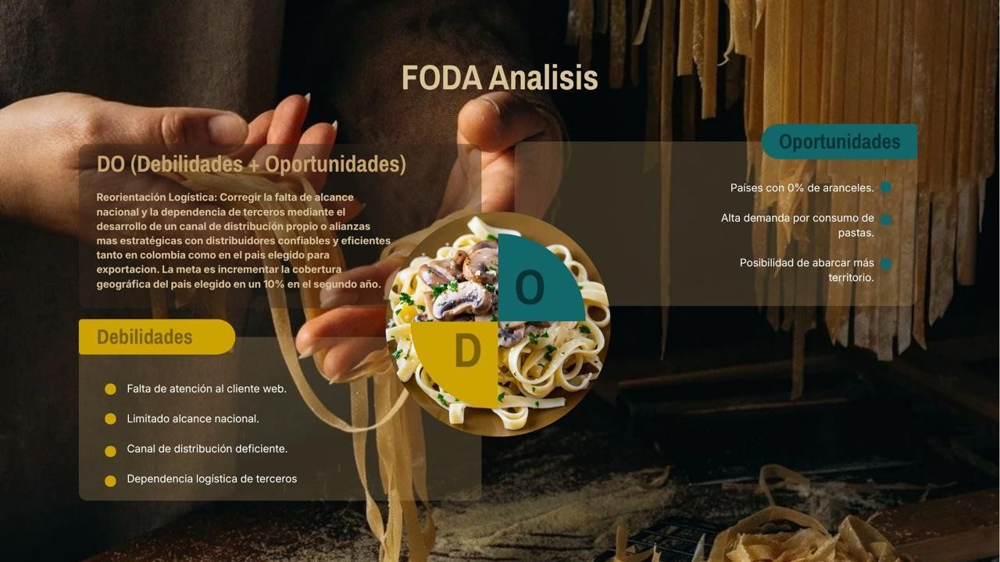 FODA Analisis
DO (Debilidades + Oportunidades)
Reorientación Logística: Corregir la falta de alcance
nacional y la dependencia de terceros mediante el
desarrollo de un canal de distribución propio o alianzas
mas estratégicas con distribuidores confiables y eficientes
tanto en colombia como en el pais elegido para
exportacion. La meta es incrementar la cobertura
geográfica del pais elegido en un 10% en el segundo año.
Oportunidades
Países con 0% de aranceles.
Alta demanda por consumo de
pastas.
Posibilidad de abarcar más
territorio.
O
D
Debilidades
Falta de atención al cliente web.
Limitado alcance nacional.
Canal de distribución deficiente.
Dependencia logística de terceros